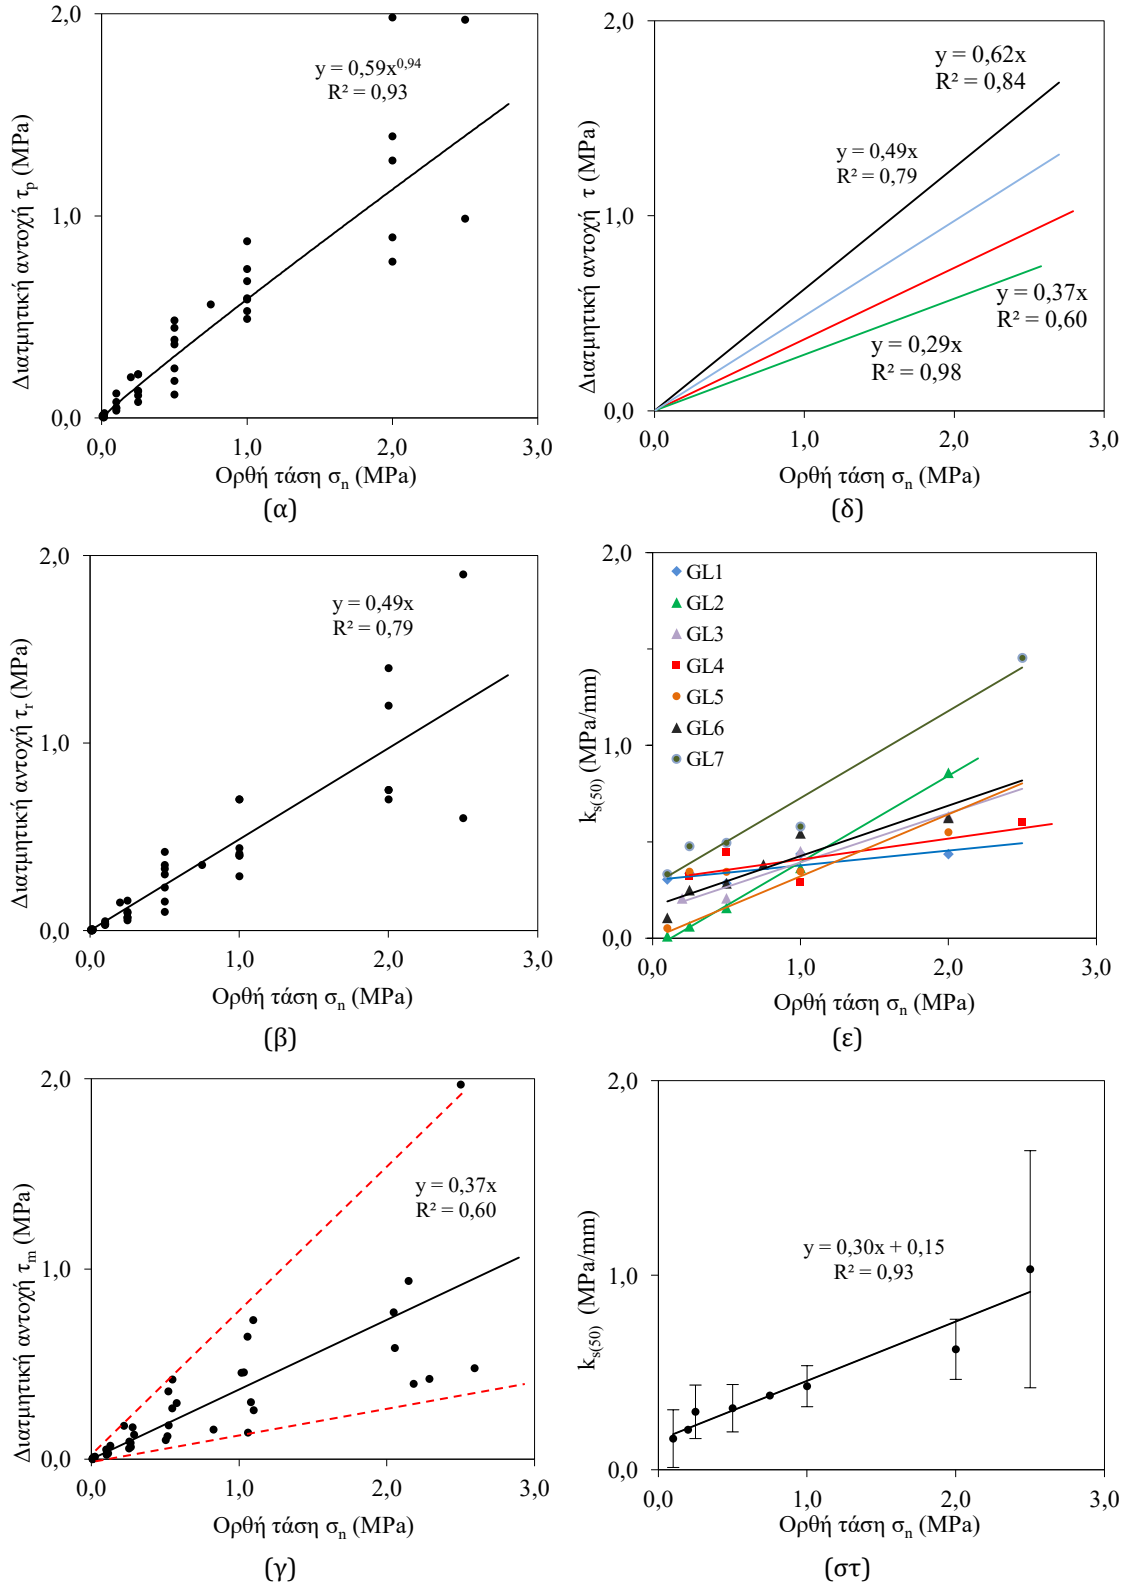 2,0
1,0
0,0
Διατμητική αντοχή τp (MPa)
y = 0,59x^0,94
R² = 0,93
0,0 1,0 2,0 3,0
Ορθή τάση σn (MPa)
(α)
2,0
1,0
0,0
Διατμητική αντοχή τ (MPa)
y = 0,62x
R² = 0,84
y = 0,49x
R² = 0,79
y = 0,37x
R² = 0,60
y = 0,29x
R² = 0,98
0,0 1,0 2,0 3,0
Ορθή τάση σn (MPa)
(δ)
2,0
1,0
0,0
Διατμητική αντοχή τr (MPa)
y = 0,49x
R² = 0,79
0,0 1,0 2,0 3,0
Ορθή τάση σn (MPa)
(β)
2,0
1,0
0,0
ks(50) (MPa/mm)
GL1
GL2
GL3
GL4
GL5
GL6
GL7
0,0 1,0 2,0 3,0
Ορθή τάση σn (MPa)
(ε)
2,0
1,0
0,0
Διατμητική αντοχή τm (MPa)
y = 0,37x
R² = 0,60
0,0 1,0 2,0 3,0
Ορθή τάση σn (MPa)
(γ)
2,0
1,0
0,0
ks(50) (MPa/mm)
y = 0,30x + 0,15
R² = 0,93
0,0 1,0 2,0 3,0
Ορθή τάση σn (MPa)
(στ)